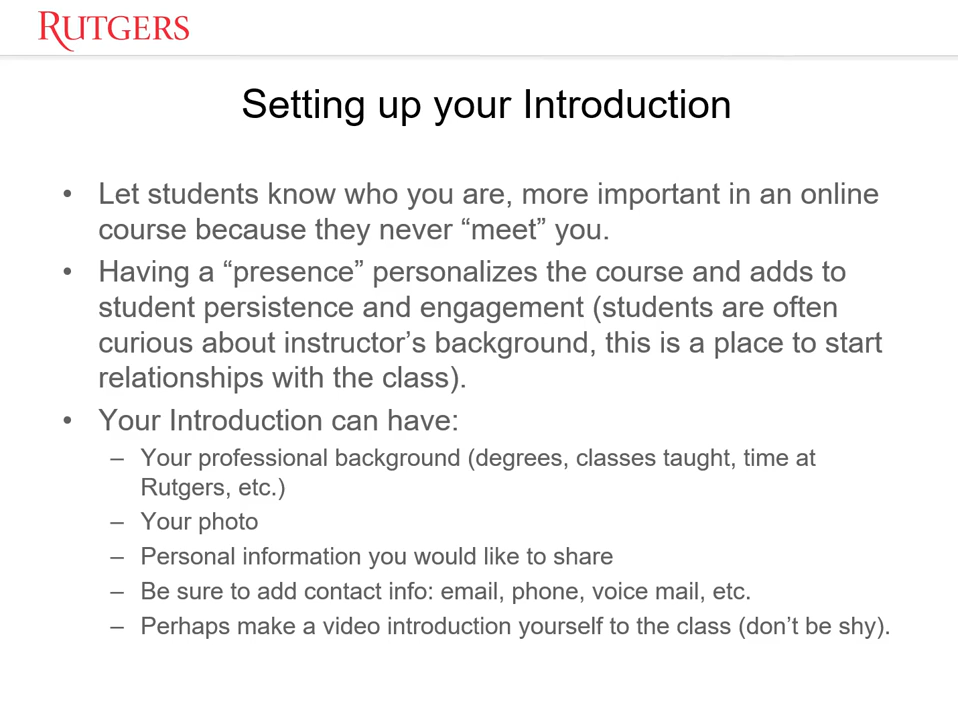 RUTGERS
Setting up your Introduction
• Let students know who you are, more important in an online
course because they never “meet” you.
• Having a “presence” personalizes the course and adds to
student persistence and engagement (students are often
curious about instructor’s background, this is a place to start
relationships with the class).
• Your Introduction can have:
– Your professional background (degrees, classes taught, time at
Rutgers, etc.)
– Your photo
– Personal information you would like to share
– Be sure to add contact info: email, phone, voice mail, etc.
– Perhaps make a video introduction yourself to the class (don’t be shy).